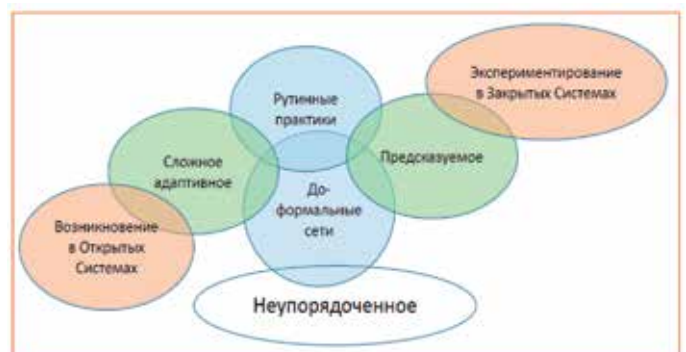 Экспериментирование
в Закрытых Системах
Рутинные
практики
Предсказуемое
Сложное
адаптивное
До-
формальные
сети
Возникновение
в Открытых
Системах
Неупорядоченное